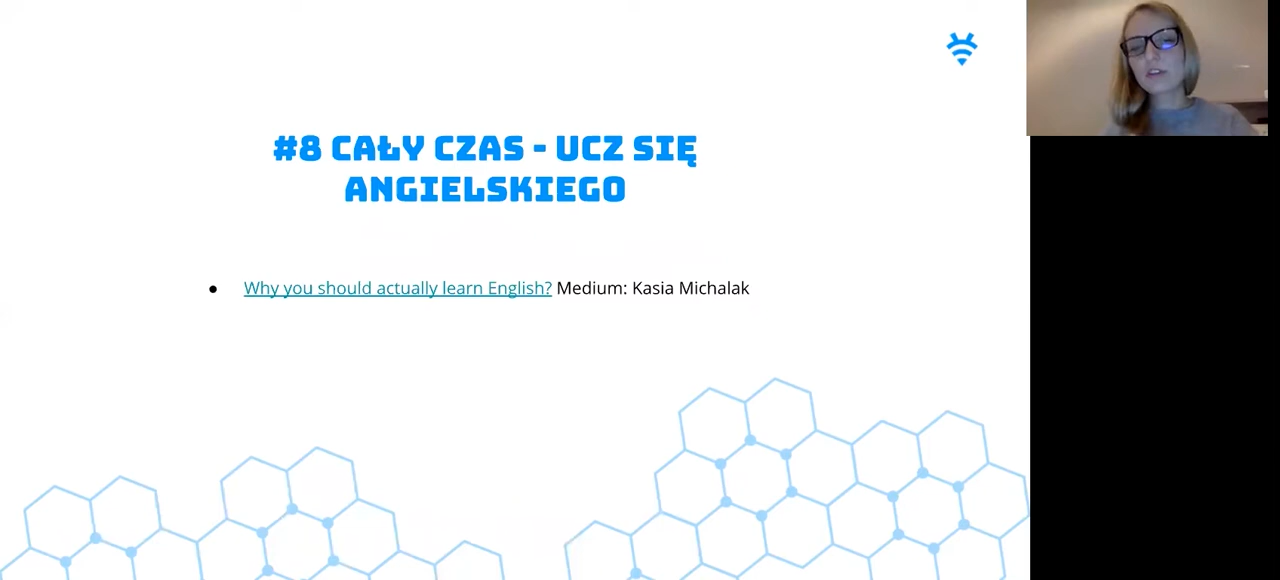 #8 CAŁY CZAS - UCZ SIĘ
ANGIELSKIEGO
● Why you should actually learn English? Medium: Kasia Michalak